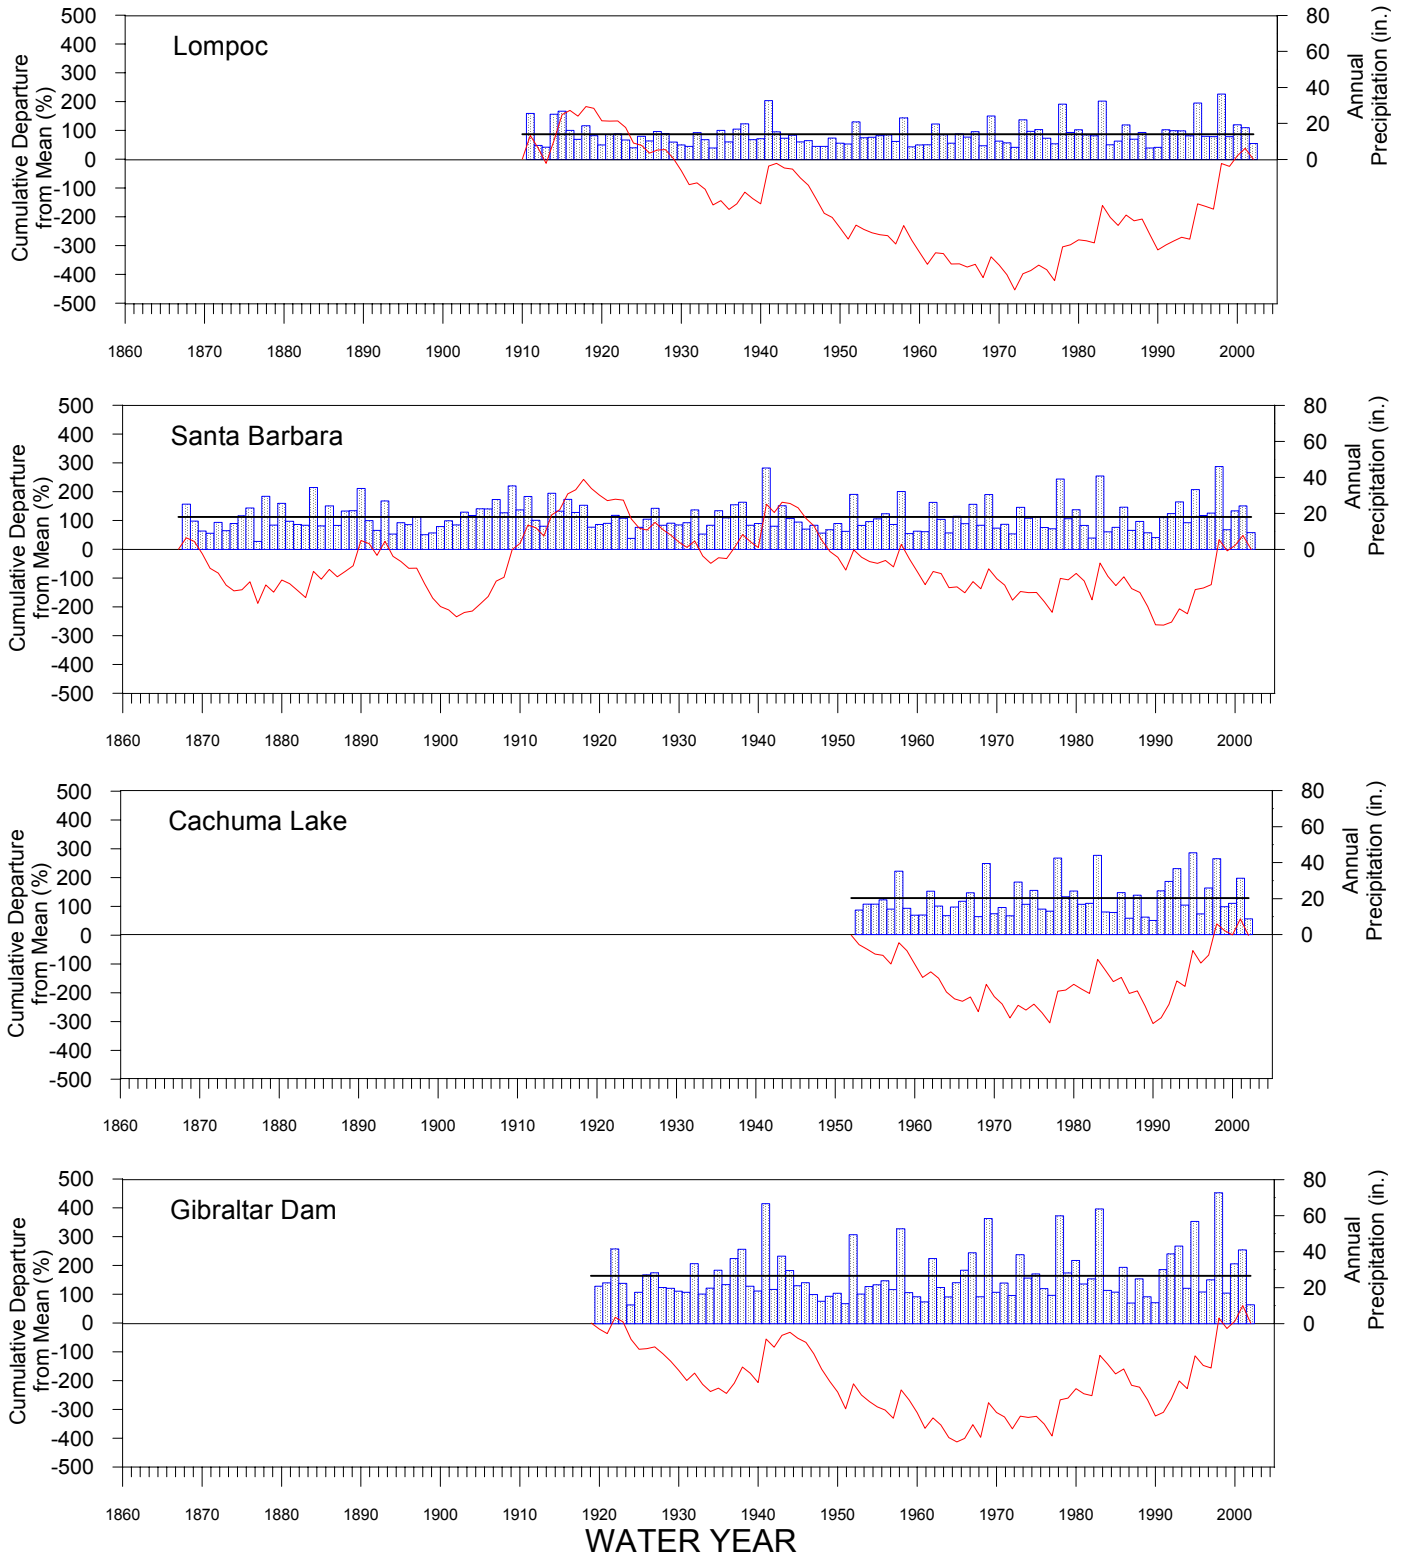 500
400
300
200
100
0
-100
-200
-300
-400
-500
Cumulative Departure
from Mean (%)
Lompoc
80
60
40
20
0
Annual
Precipitation (in.)
1860 1870 1880 1890 1900 1910 1920 1930 1940 1950 1960 1970 1980 1990 2000
500
400
300
200
100
0
-100
-200
-300
-400
-500
Cumulative Departure
from Mean (%)
Santa Barbara
80
60
40
20
0
Annual
Precipitation (in.)
1860 1870 1880 1890 1900 1910 1920 1930 1940 1950 1960 1970 1980 1990 2000
500
400
300
200
100
0
-100
-200
-300
-400
-500
Cumulative Departure
from Mean (%)
Cachuma Lake
80
60
40
20
0
Annual
Precipitation (in.)
1860 1870 1880 1890 1900 1910 1920 1930 1940 1950 1960 1970 1980 1990 2000
500
400
300
200
100
0
-100
-200
-300
-400
-500
Cumulative Departure
from Mean (%)
Gibraltar Dam
80
60
40
20
0
Annual
Precipitation (in.)
1860 1870 1880 1890 1900 1910 1920 1930 1940 1950 1960 1970 1980 1990 2000
WATER YEAR